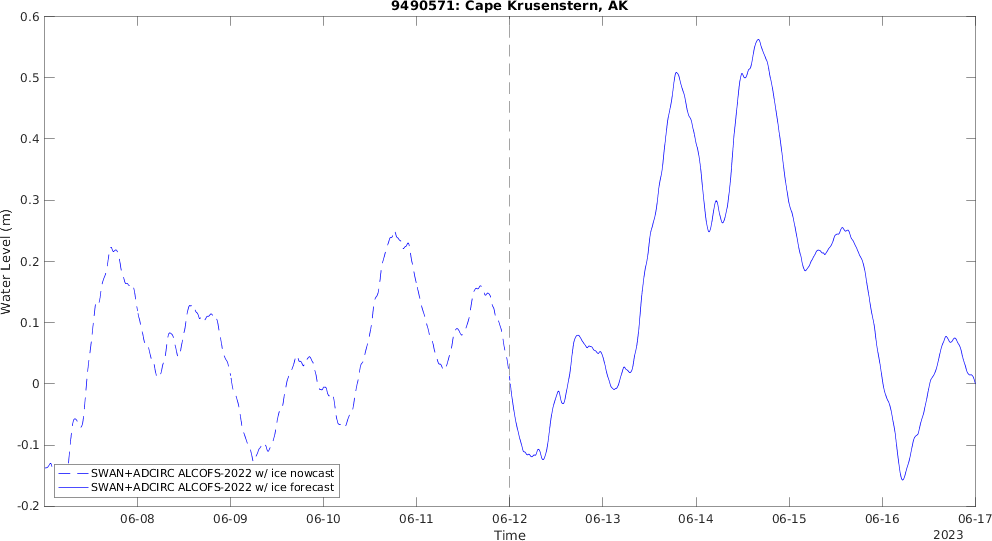 9490571: Cape Krusenstern, AK
Water Level (m)
0.6
0.5
0.4
0.3
0.2
0.1
0
-0.1
-0.2
SWAN+ADCIRC ALCOFS-2022 w/ ice nowcast
SWAN+ADCIRC ALCOFS-2022 w/ ice forecast
06-08 06-09 06-10 06-11 06-12 06-13 06-14 06-15 06-16 06-17
Time
2023